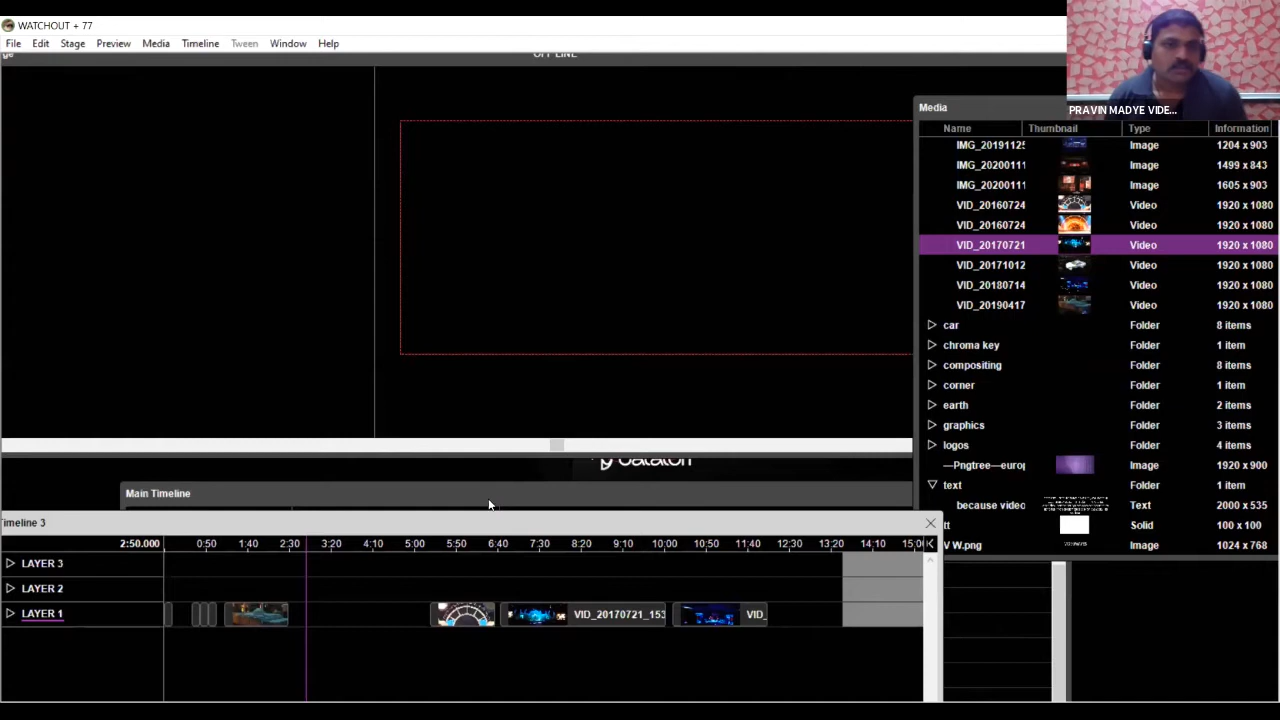 WATCHOUT + 77
File Edit Stage Preview Media Timeline Tween Window Help
PRAVIN MADYE VIDE...
Media
Name Thumbnail Type Information
IMG_20191125 Image 1204 x 903
IMG_20200111 Image 1499 x 843
IMG_20200111 Image 1605 x 903
VID_20160724 Video 1920 x 1080
VID_20160724 Video 1920 x 1080
VID_20170721 Video 1920 x 1080
VID_20171012 Video 1920 x 1080
VID_20180714 Video 1920 x 1080
VID_20190417 Video 1920 x 1080
car Folder 8 items
chroma key Folder 1 item
compositing Folder 8 items
corner Folder 1 item
earth Folder 2 items
graphics Folder 3 items
logos Folder 4 items
—Pngtree—europ Image 1920 x 900
text Folder 1 item
because video Text 2000 x 535
tt Solid 100 x 100
V W.png Image 1024 x 768
Main Timeline
Timeline 3
2:50.000 0:50 1:40 2:30 3:20 4:10 5:00 5:50 6:40 7:30 8:20 9:10 10:00 10:50 11:40 12:30 13:20 14:10 15:00
LAYER 3
LAYER 2
LAYER 1
VID_20170721_153 VID_